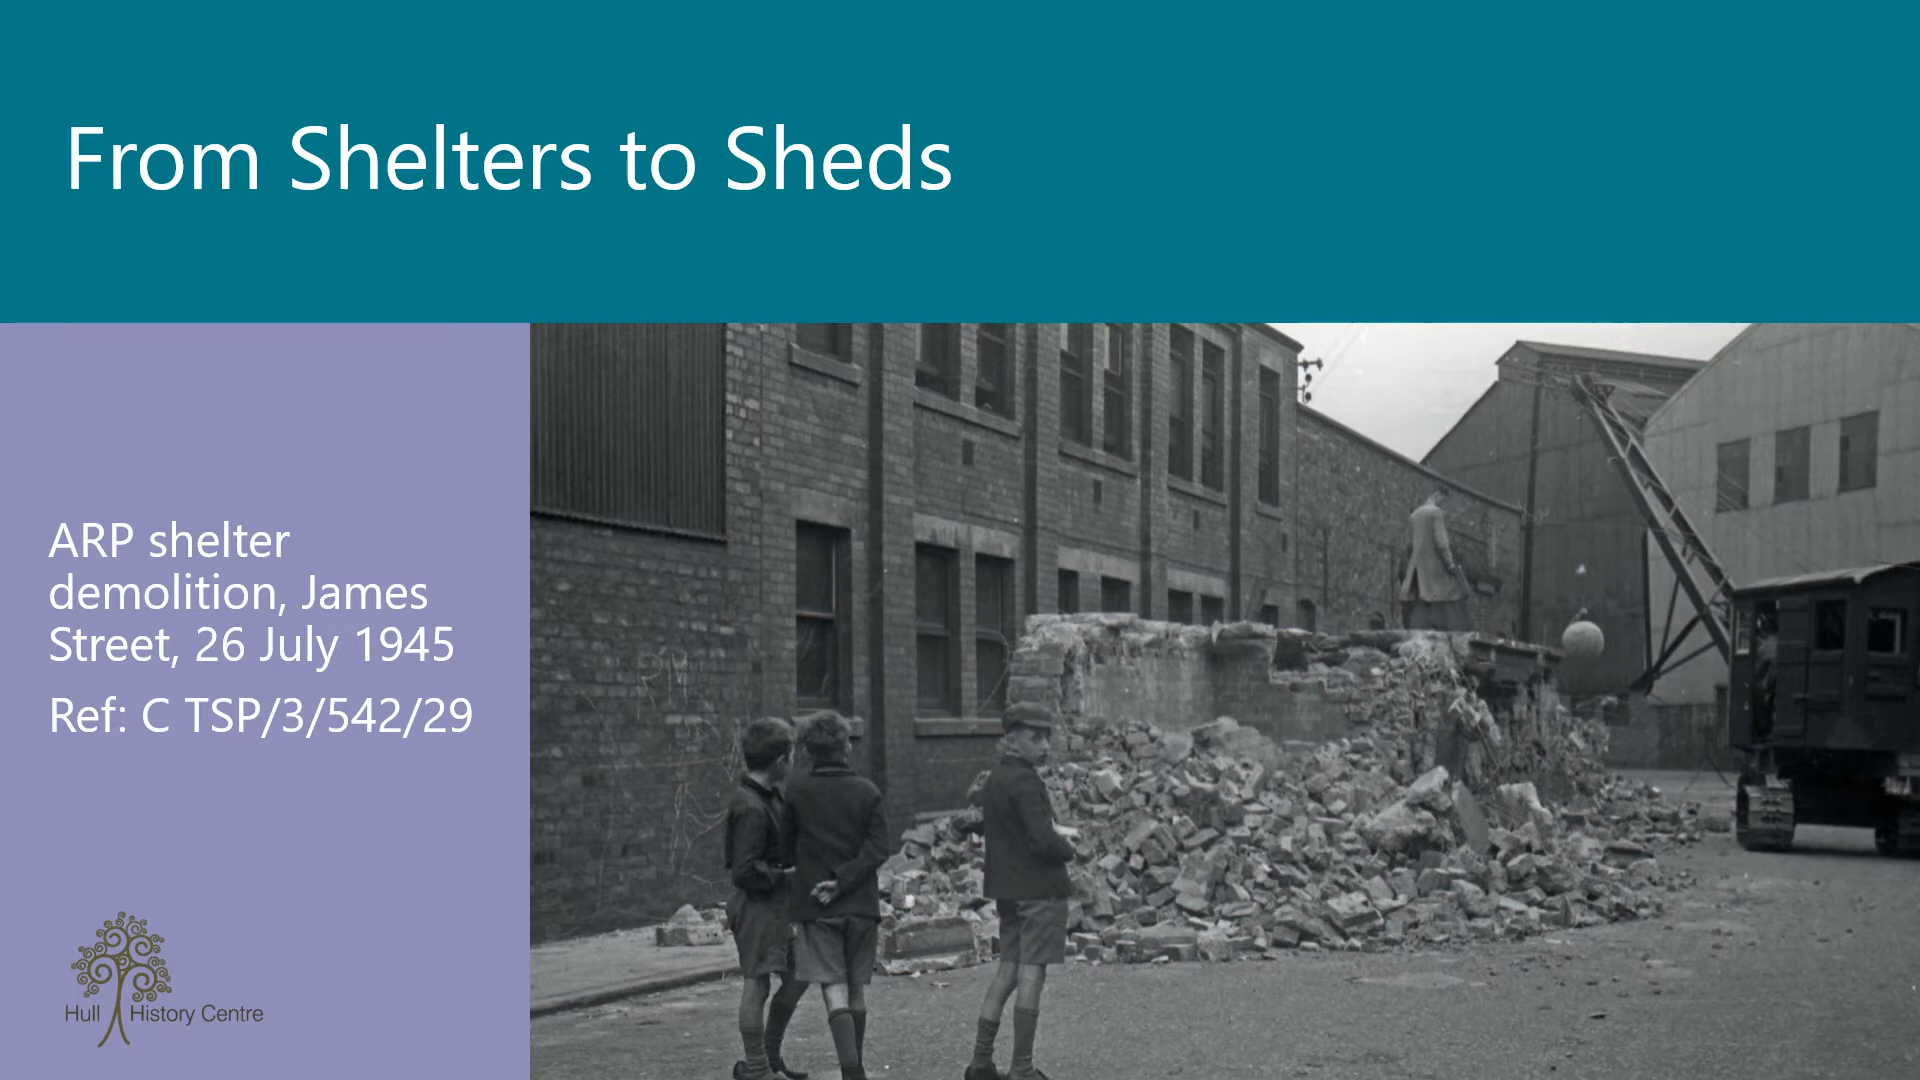 From Shelters to Sheds
ARP shelter
demolition, James
Street, 26 July 1945
Ref: C TSP/3/542/29
Hull History Centre